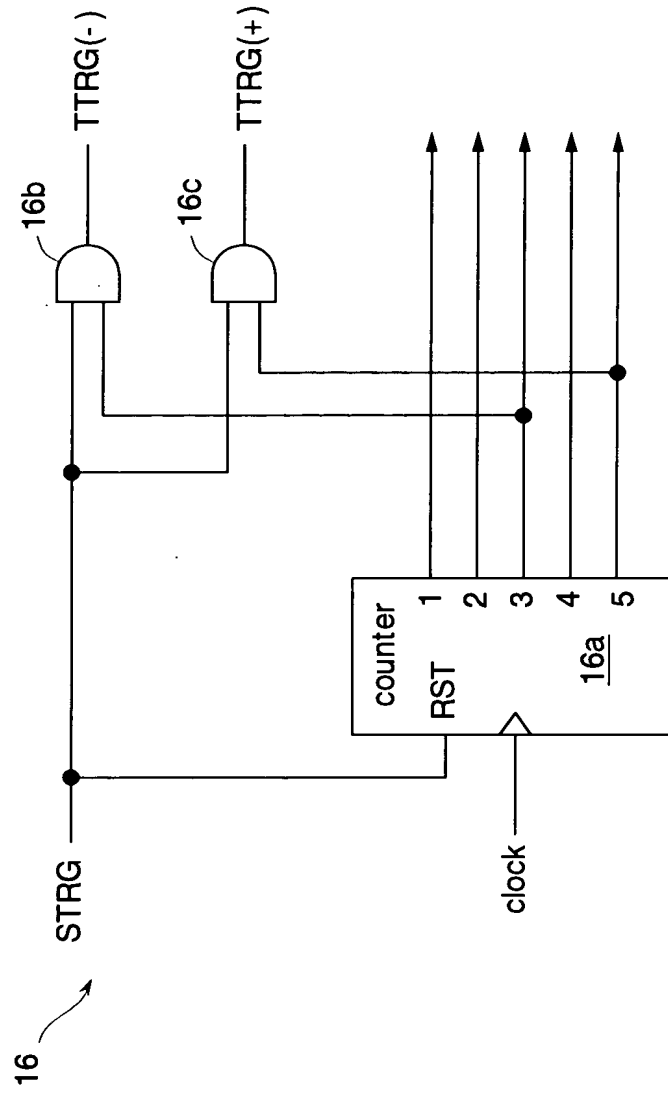 16
STRG
16b
TTRG(-)
16c
TTRG(+)
counter
RST
1
2
3
4
5
16a
clock